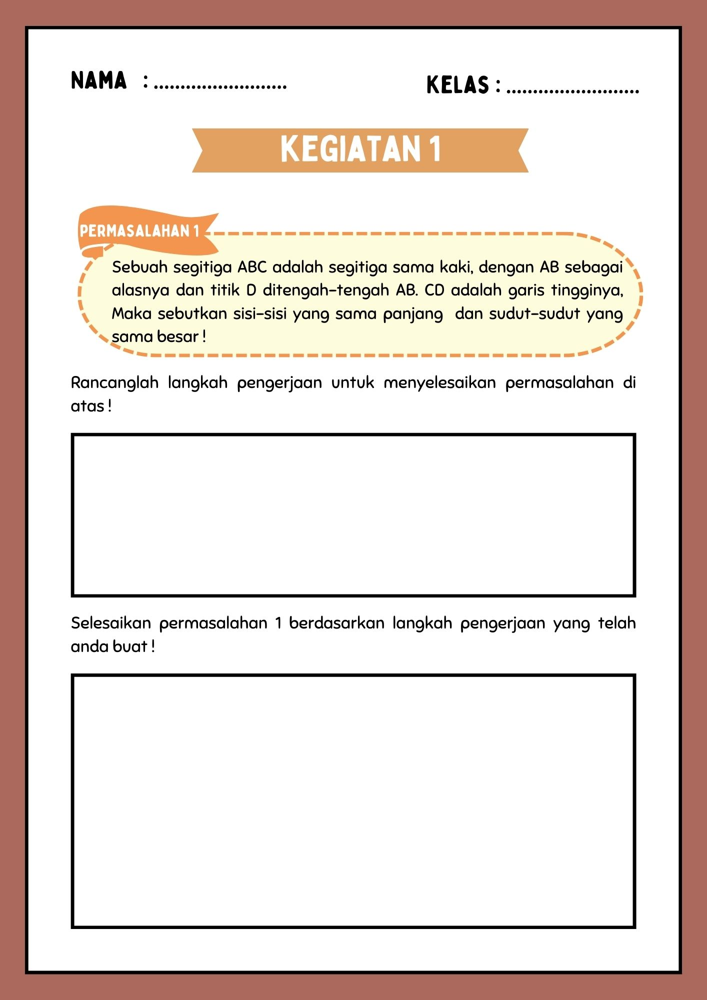 NAMA : .........................
KELAS : .........................
KEGIATAN 1
PERMASALAHAN 1
Sebuah segitiga ABC adalah segitiga sama kaki, dengan AB sebagai
alasnya dan titik D ditengah-tengah AB. CD adalah garis tingginya,
Maka sebutkan sisi-sisi yang sama panjang dan sudut-sudut yang
sama besar !
Rancanglah langkah pengerjaan untuk menyelesaikan permasalahan di
atas !
Selesaikan permasalahan 1 berdasarkan langkah pengerjaan yang telah
anda buat !